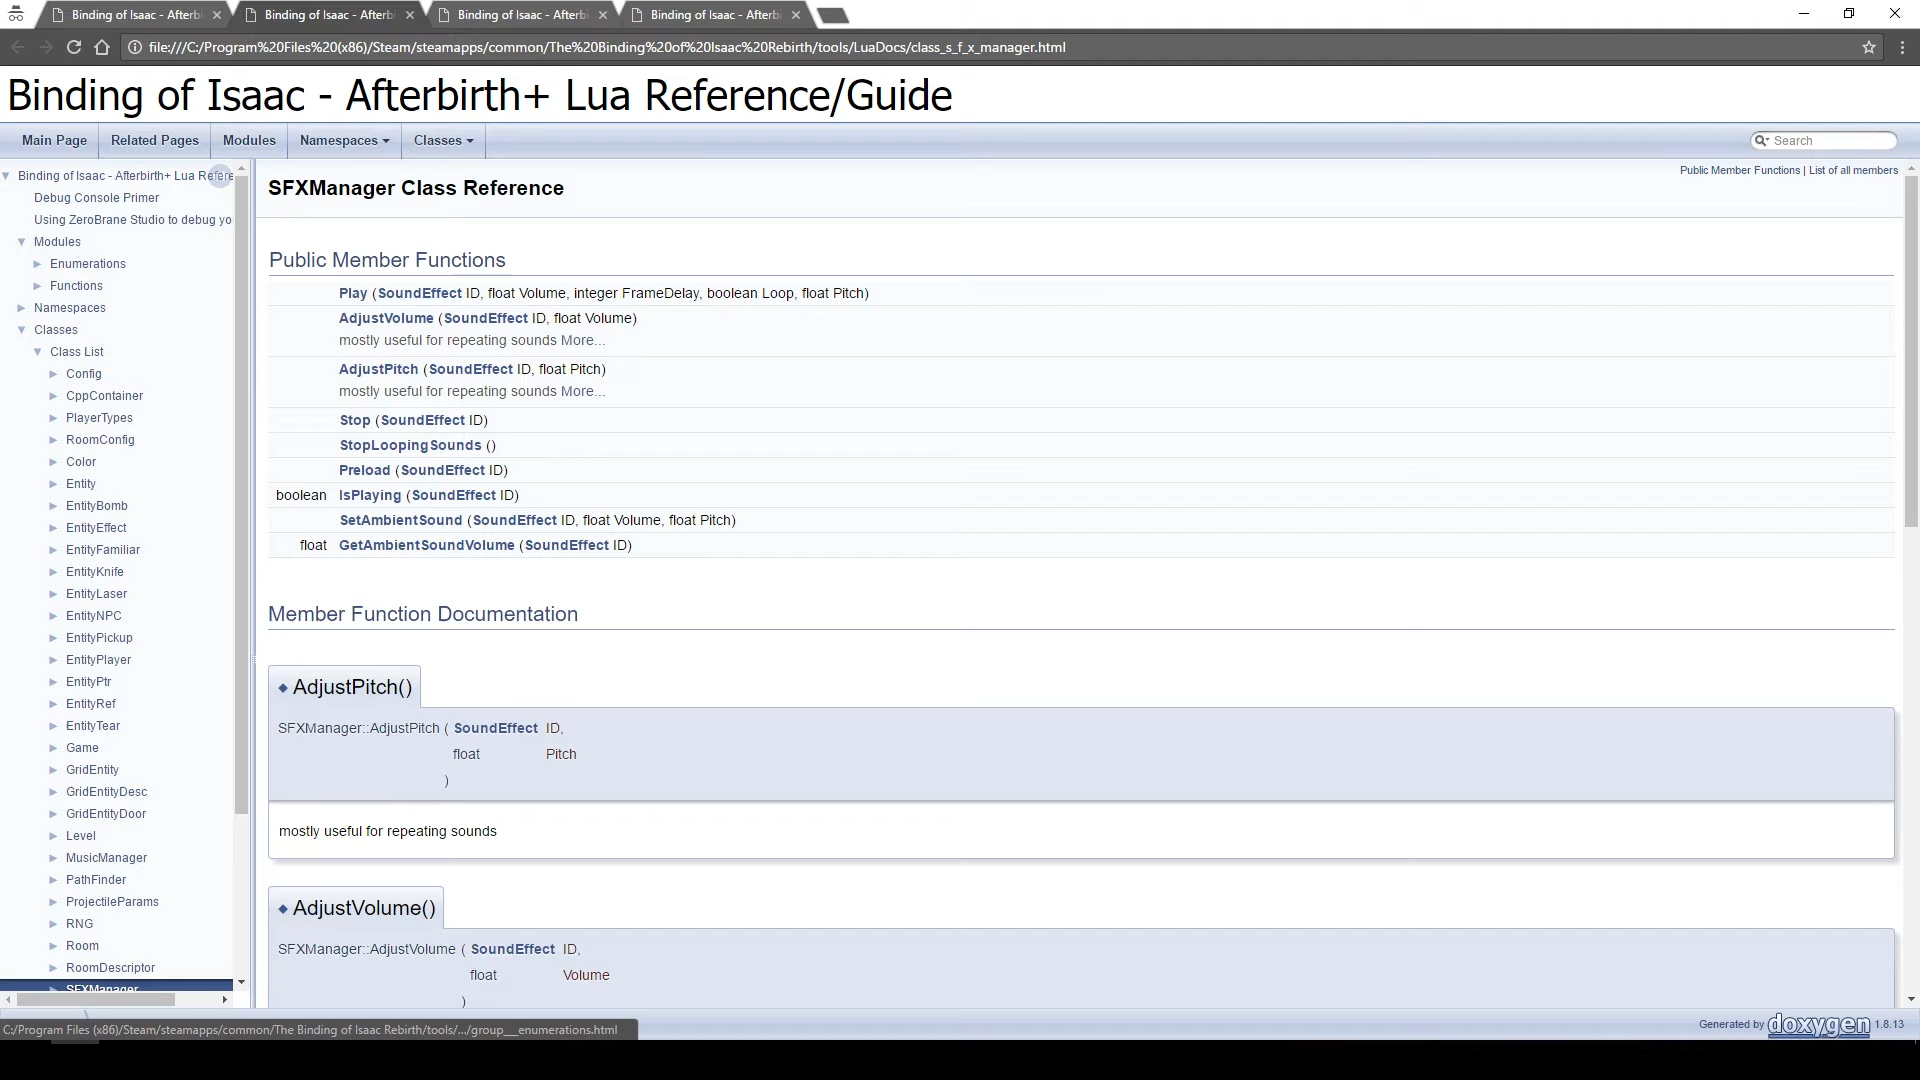 Binding of Isaac - Afterbi
Binding of Isaac - Afterb
Binding of Isaac - Afterbi
Binding of Isaac - Afterbi
file:///C:/Program%20Files%20(x86)/Steam/steamapps/common/The%20Binding%20of%20Isaac%20Rebirth/tools/LuaDocs/class_s_f_x_manager.html
Binding of Isaac - Afterbirth+ Lua Reference/Guide
Main Page
Related Pages
Modules
Namespaces
Classes
Search
Binding of Isaac - Afterbirth+ Lua Refere
Debug Console Primer
Using ZeroBrane Studio to debug yo
Modules
Enumerations
Functions
Namespaces
Classes
Class List
Config
CppContainer
PlayerTypes
RoomConfig
Color
Entity
EntityBomb
EntityEffect
EntityFamiliar
EntityKnife
EntityLaser
EntityNPC
EntityPickup
EntityPlayer
EntityPtr
EntityRef
EntityTear
Game
GridEntity
GridEntityDesc
GridEntityDoor
Level
MusicManager
PathFinder
ProjectileParams
RNG
Room
RoomDescriptor
SFXManager
Public Member Functions | List of all members
SFXManager Class Reference
Public Member Functions
Play (SoundEffect ID, float Volume, integer FrameDelay, boolean Loop, float Pitch)
AdjustVolume (SoundEffect ID, float Volume)
mostly useful for repeating sounds More...
AdjustPitch (SoundEffect ID, float Pitch)
mostly useful for repeating sounds More...
Stop (SoundEffect ID)
StopLoopingSounds ()
Preload (SoundEffect ID)
boolean IsPlaying (SoundEffect ID)
SetAmbientSound (SoundEffect ID, float Volume, float Pitch)
float GetAmbientSoundVolume (SoundEffect ID)
Member Function Documentation
◆ AdjustPitch()
SFXManager::AdjustPitch ( SoundEffect ID,
float Pitch
)
mostly useful for repeating sounds
◆ AdjustVolume()
SFXManager::AdjustVolume ( SoundEffect ID,
float Volume
)
C:/Program Files (x86)/Steam/steamapps/common/The Binding of Isaac Rebirth/tools/.../group__enumerations.html
Generated by doxygen 1.8.13